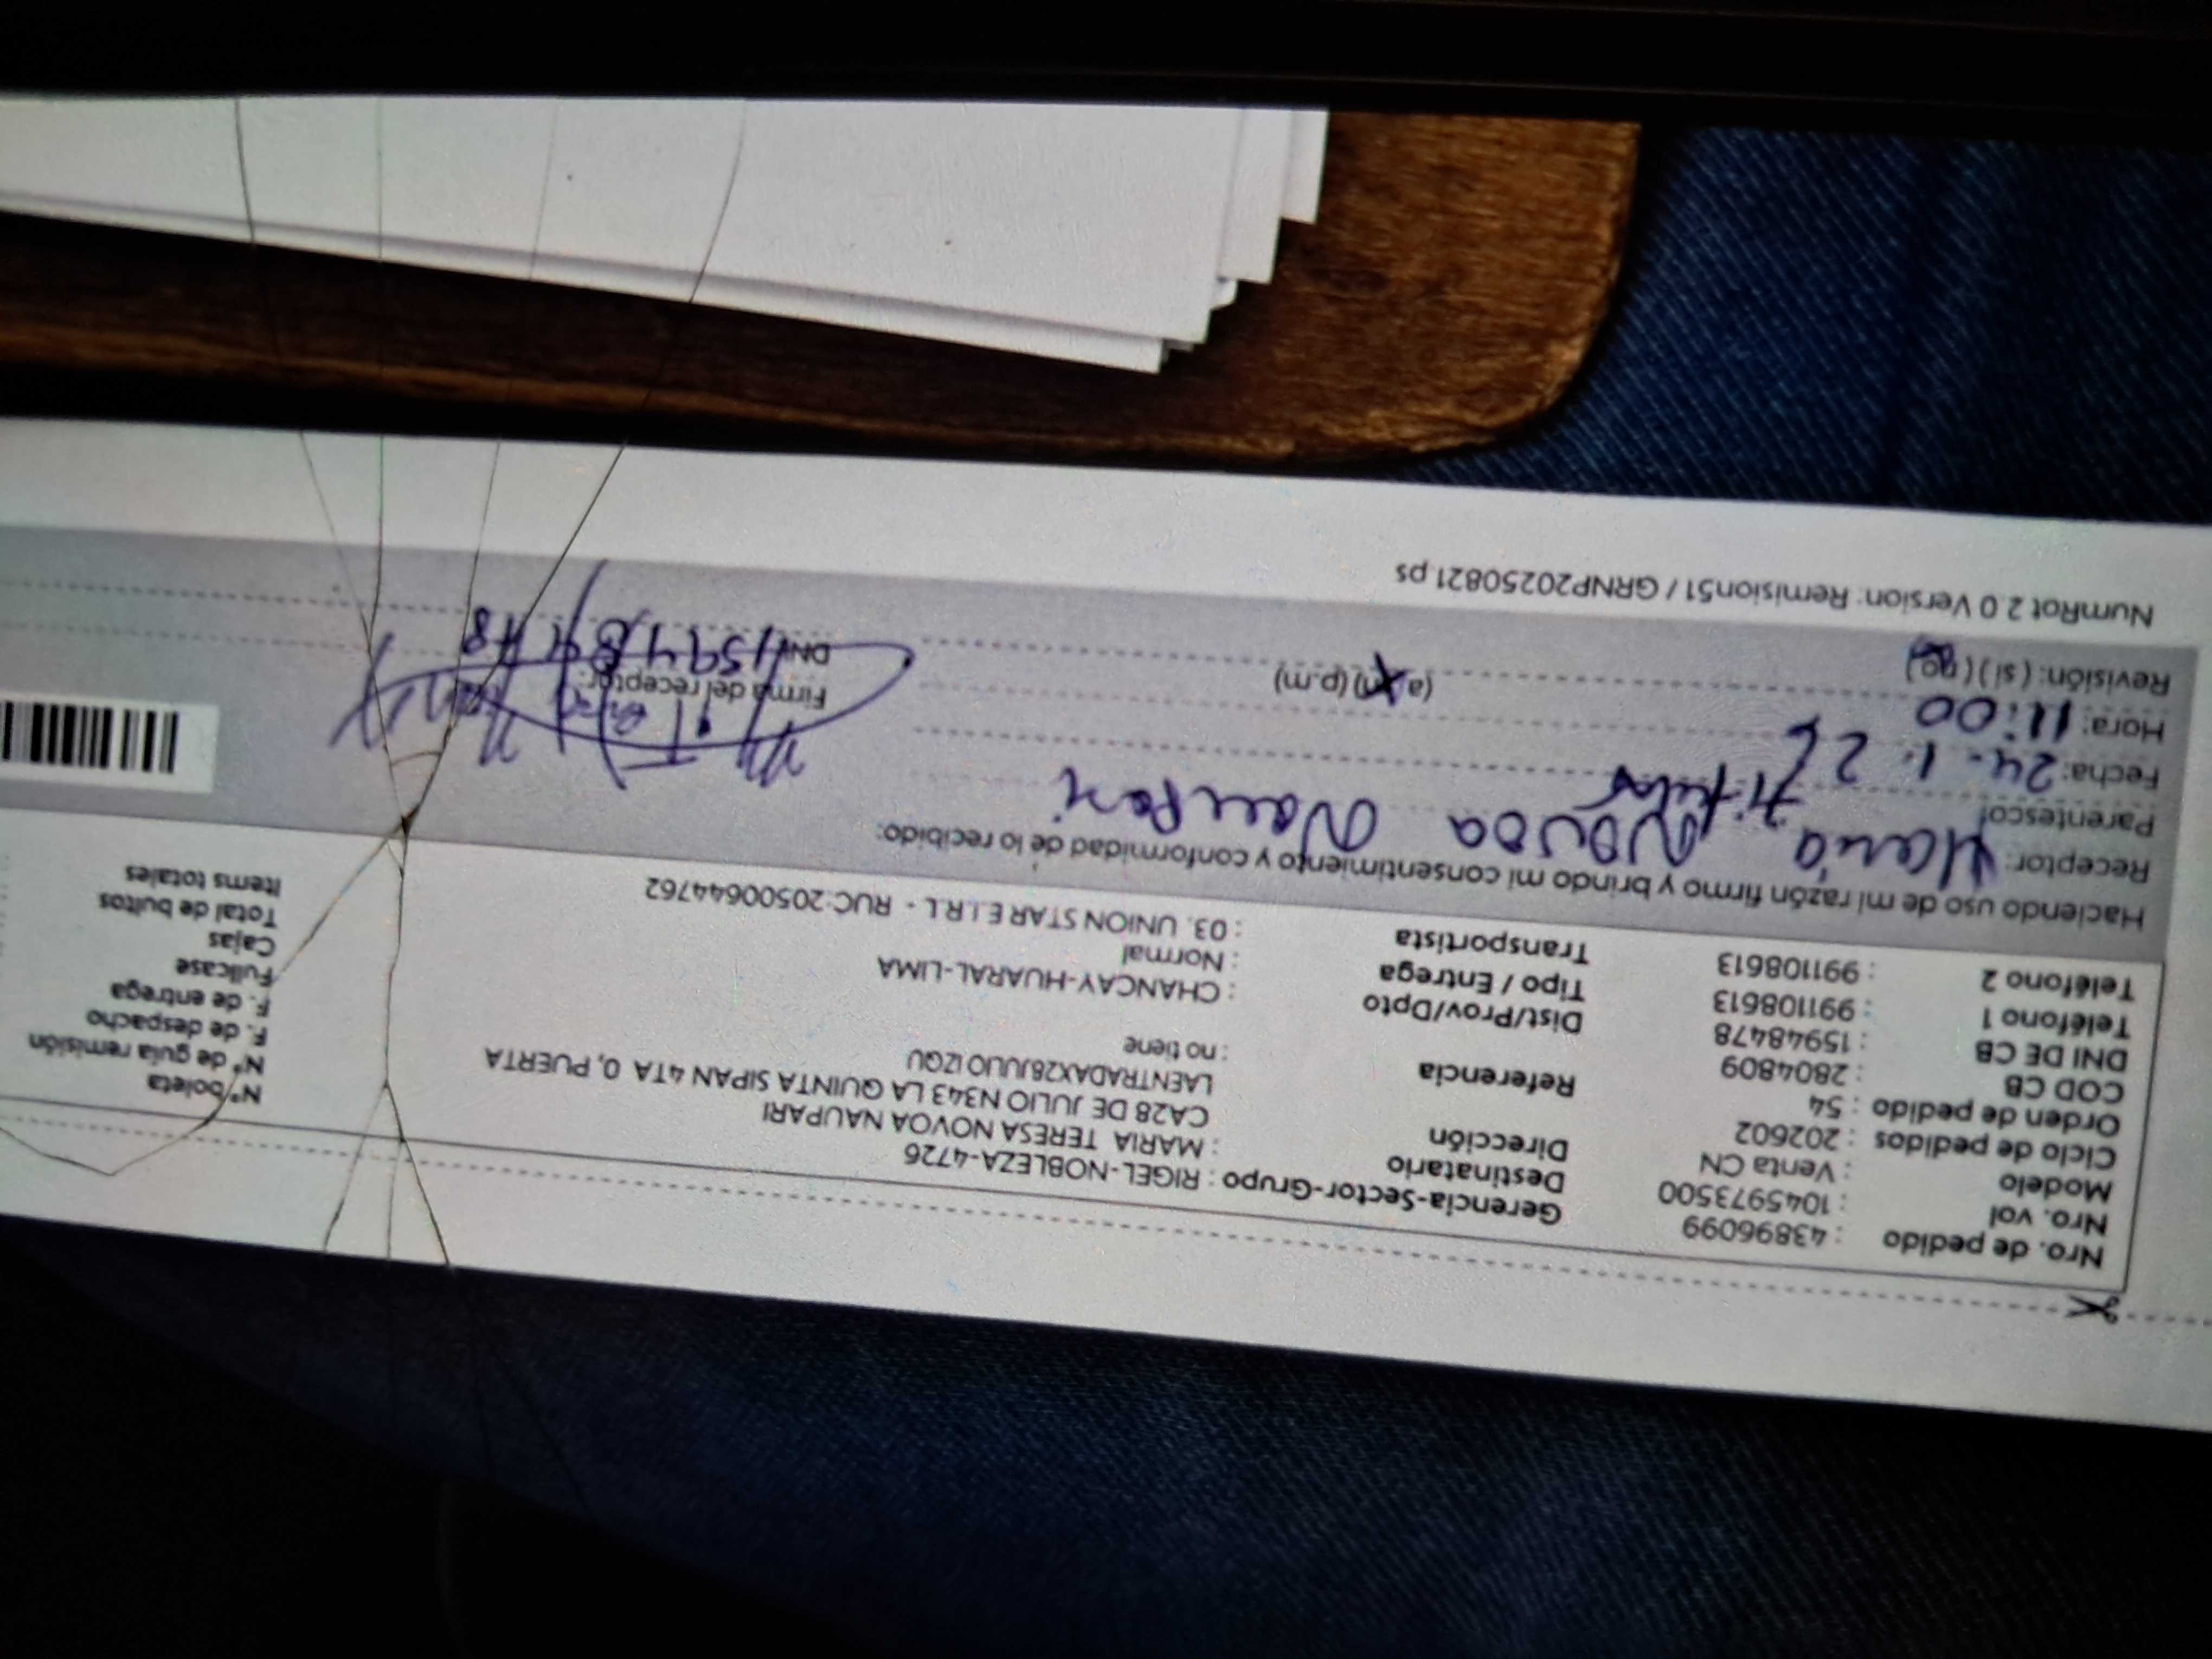 Nro. de pedido : 43896099
Nro. vol : 1045973500
Modelo : Venta CN
Ciclo de pedidos : 202602
Orden de pedido : 54
COD CB : 2804809
DNI DE CB : 15948478
Teléfono 1 : 991108613
Teléfono 2 : 991108613
Gerencia-Sector-Grupo : RIGEL-NOBLEZA-4726
Destinatario : MARIA TERESA NOVOA NAUPARI
Dirección CA28 DE JULIO N343 LA QUINTA SIPAN 4TA 0, PUERTA
LAENTRADAX28JULIO IZQU
Referencia : no tiene
Dist/Prov/Dpto : CHANCAY-HUARAL-LIMA
Tipo / Entrega : Normal
Transportista : 03. UNION STAR E I.R.L - RUC:20500644762
N° boleta
N° de guía remisión
F. de despacho
F. de entrega
Fullcase
Cajas
Total de bultos
Items totales
Haciendo uso de mi razón firmo y brindo mi consentimiento y conformidad de lo recibido:
Receptor: Maria Novoa Naupari
Parentesco: Titular
Fecha: 24. 1. 26
Hora: 11:00 (a.m) (p.m)
Revisión: (si) (no)
Firma del receptor:
DNI 15948478
NumRot 2 0 Version: Remision51 / GRNP20250821 ps